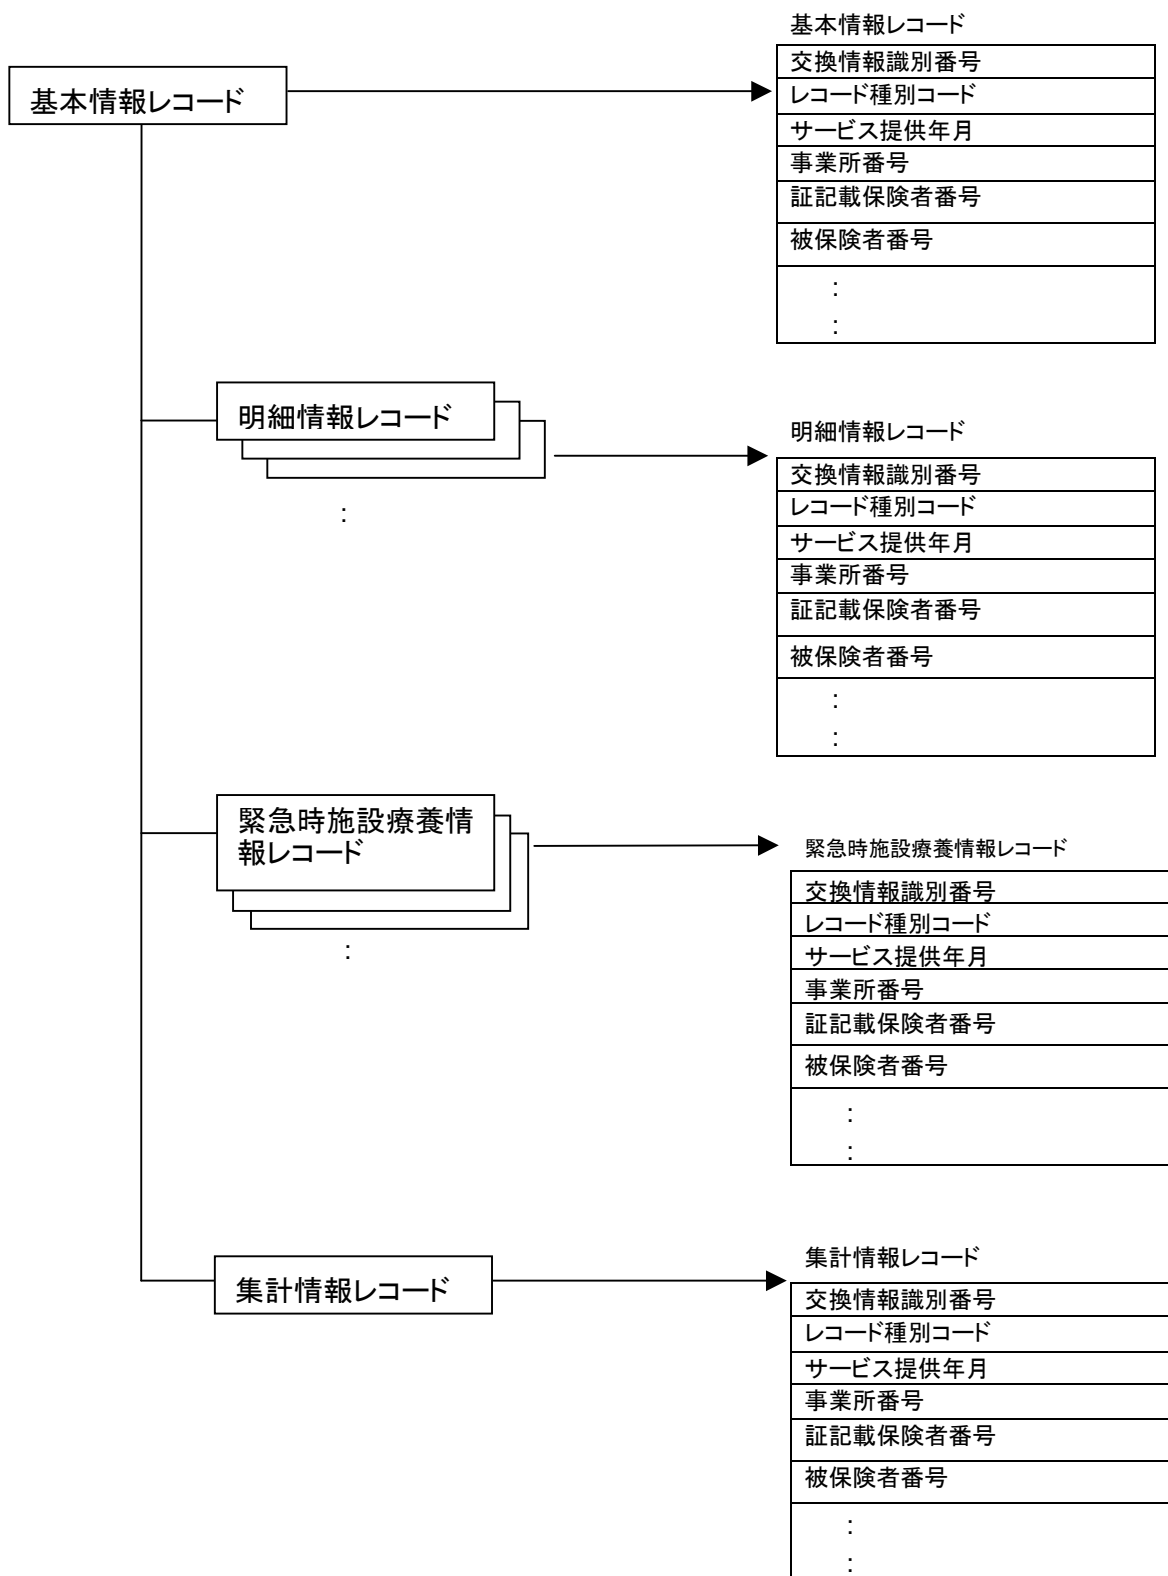 基本情報レコード
基本情報レコード
交換情報識別番号
レコード種別コード
サービス提供年月
事業所番号
証記載保険者番号
被保険者番号
:
:
明細情報レコード
:
明細情報レコード
交換情報識別番号
レコード種別コード
サービス提供年月
事業所番号
証記載保険者番号
被保険者番号
:
:
緊急時施設療養情
報レコード
:
緊急時施設療養情報レコード
交換情報識別番号
レコード種別コード
サービス提供年月
事業所番号
証記載保険者番号
被保険者番号
:
:
集計情報レコード
集計情報レコード
交換情報識別番号
レコード種別コード
サービス提供年月
事業所番号
証記載保険者番号
被保険者番号
:
: